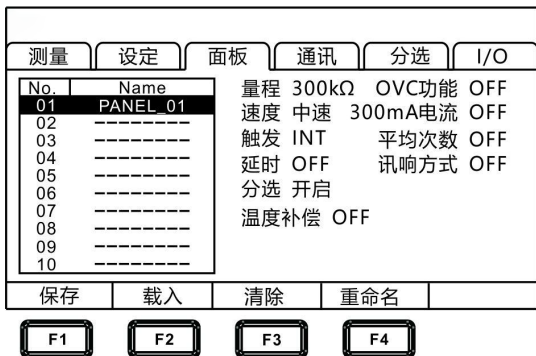 测量 设定 面板 通讯 分选 I/O
No. Name
01 PANEL_01
02 --------
03 --------
04 --------
05 --------
06 --------
07 --------
08 --------
09 --------
10 --------
量程 300kΩ OVC功能 OFF
速度 中速 300mA电流 OFF
触发 INT 平均次数 OFF
延时 OFF 讯响方式 OFF
分选 开启
温度补偿 OFF
保存 载入 清除 重命名
F1 F2 F3 F4